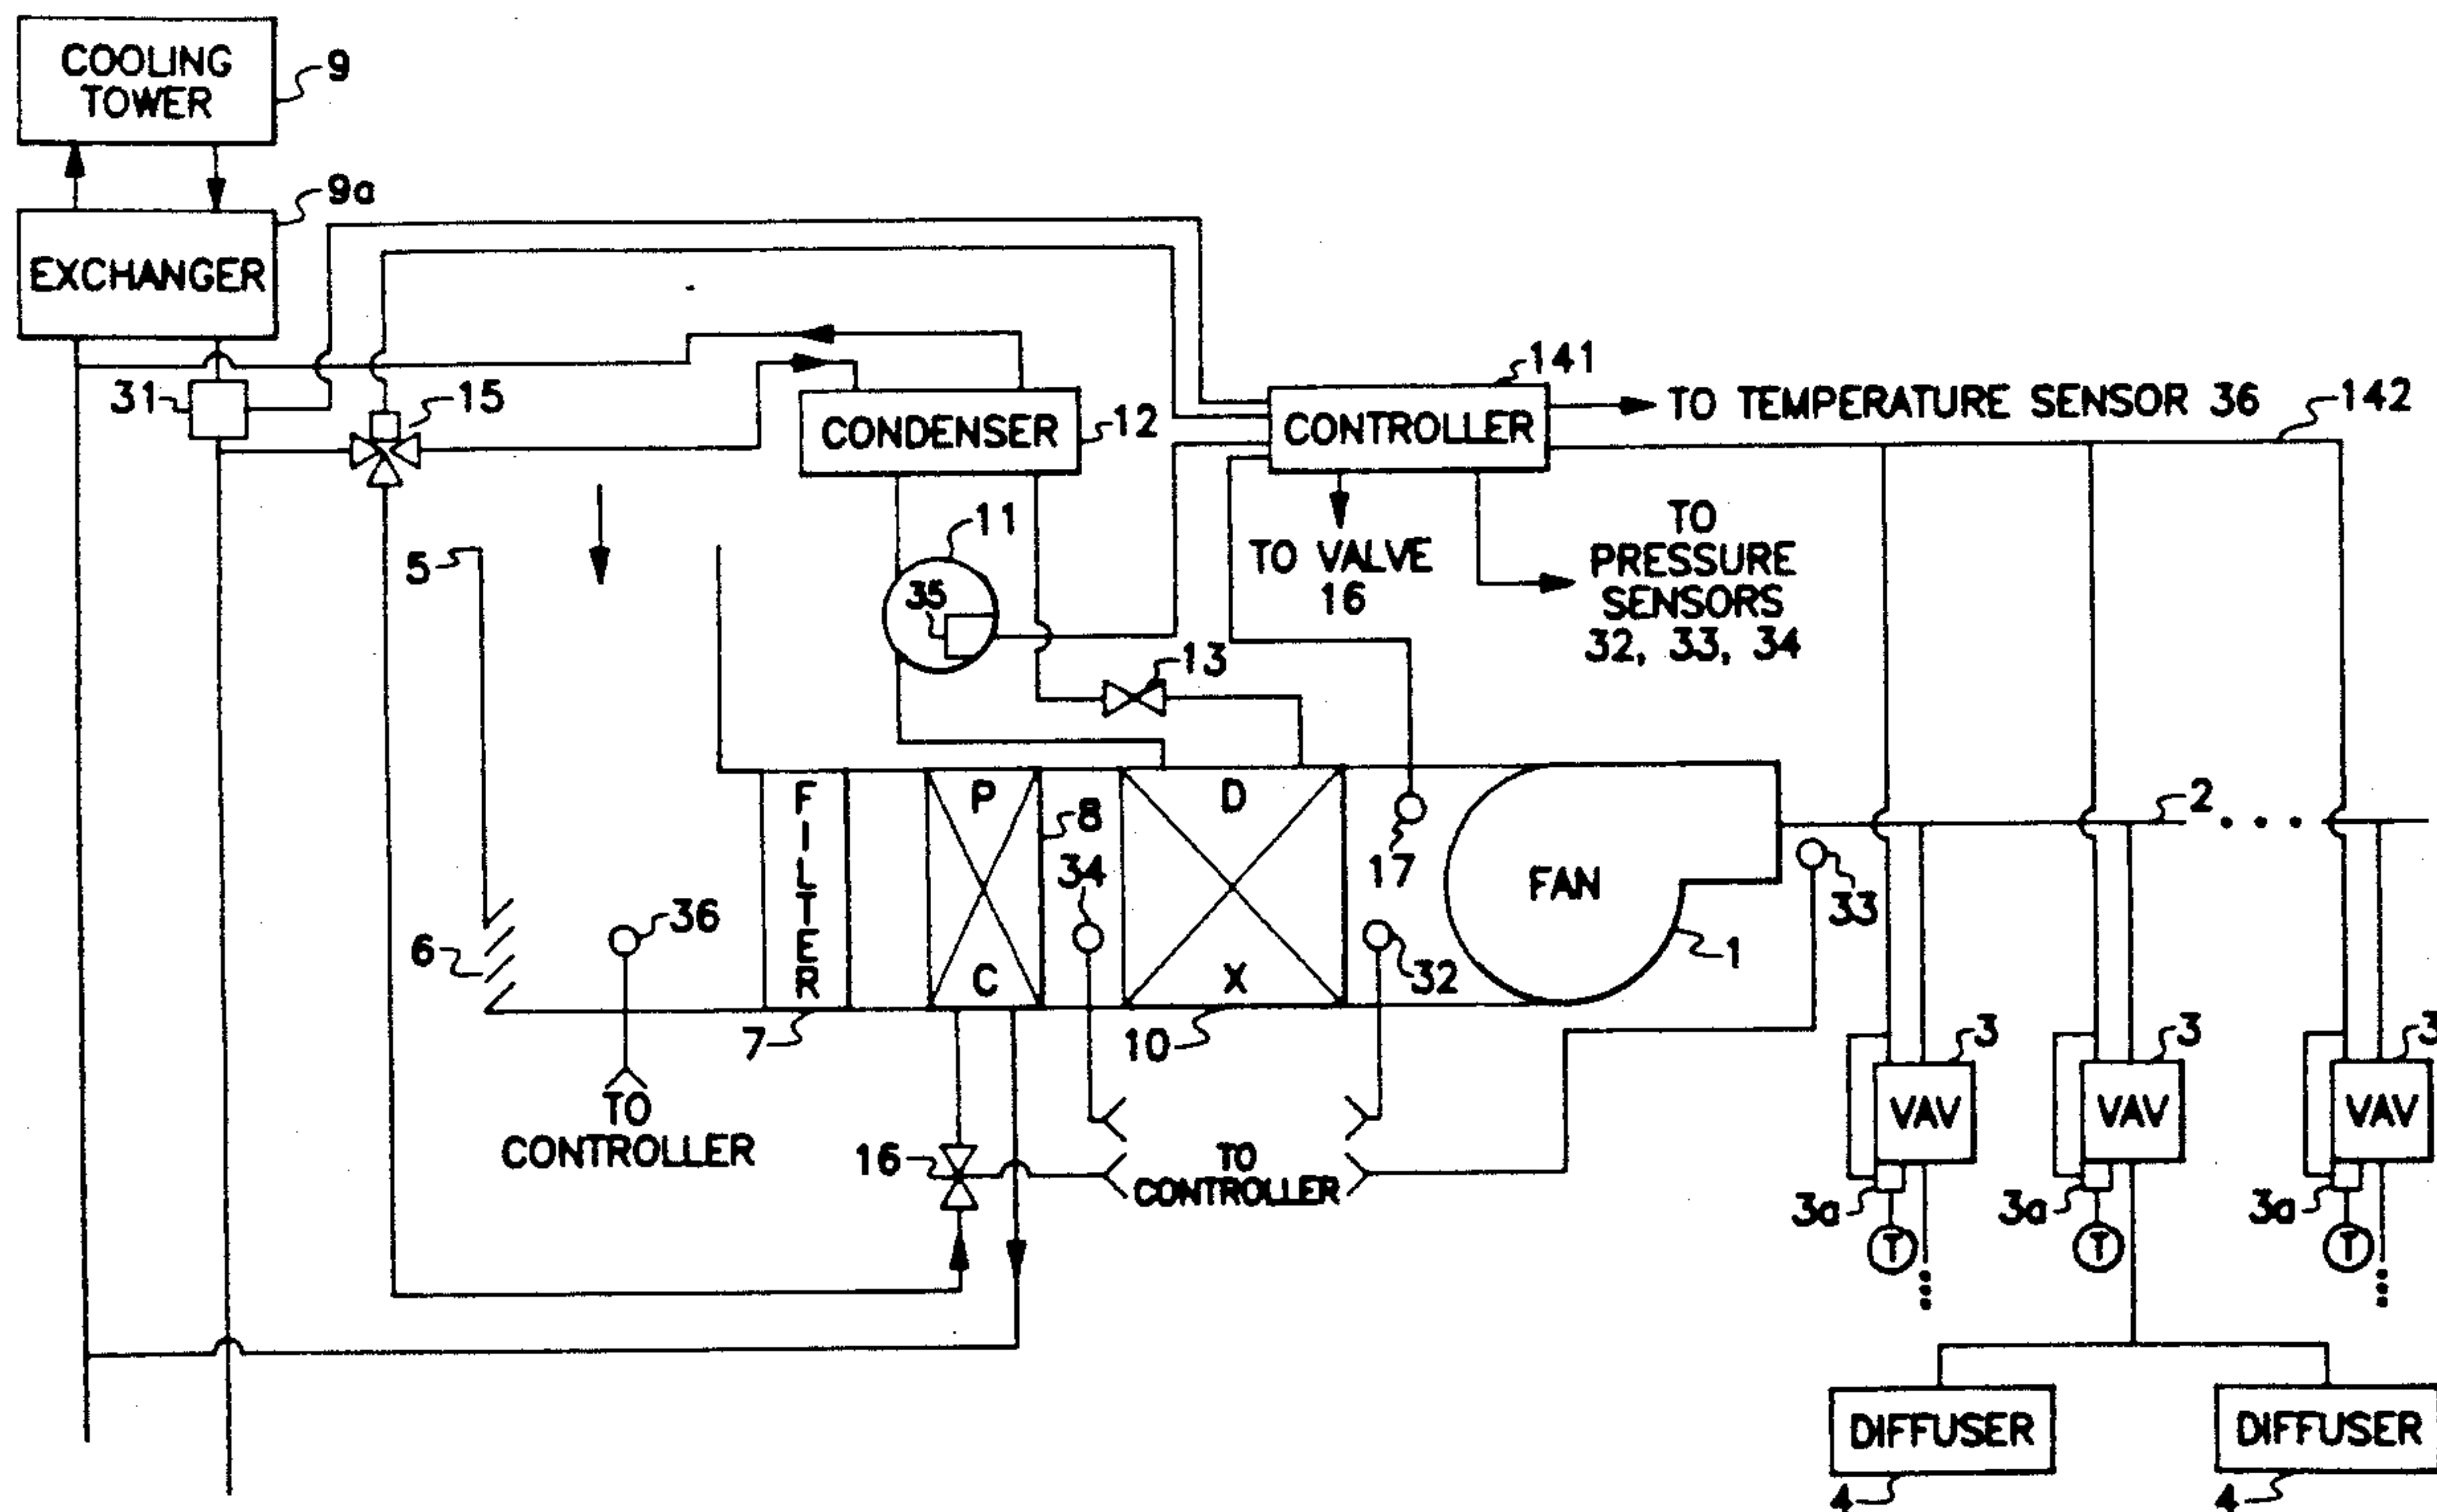 COOLING
TOWER
9
9a
EXCHANGER
31
15
141
TO TEMPERATURE SENSOR 36
142
CONDENSER
12
CONTROLLER
11
5
35
TO VALVE
16
TO
PRESSURE
SENSORS
32, 33, 34
13
FILTER
P
C
8
D
X
34
17
2
FAN
33
36
6
32
1
7
10
3
3
3
TO
CONTROLLER
VAV
VAV
VAV
16
TO
CONTROLLER
3a
3a
3a
T
T
T
DIFFUSER
DIFFUSER
4
4